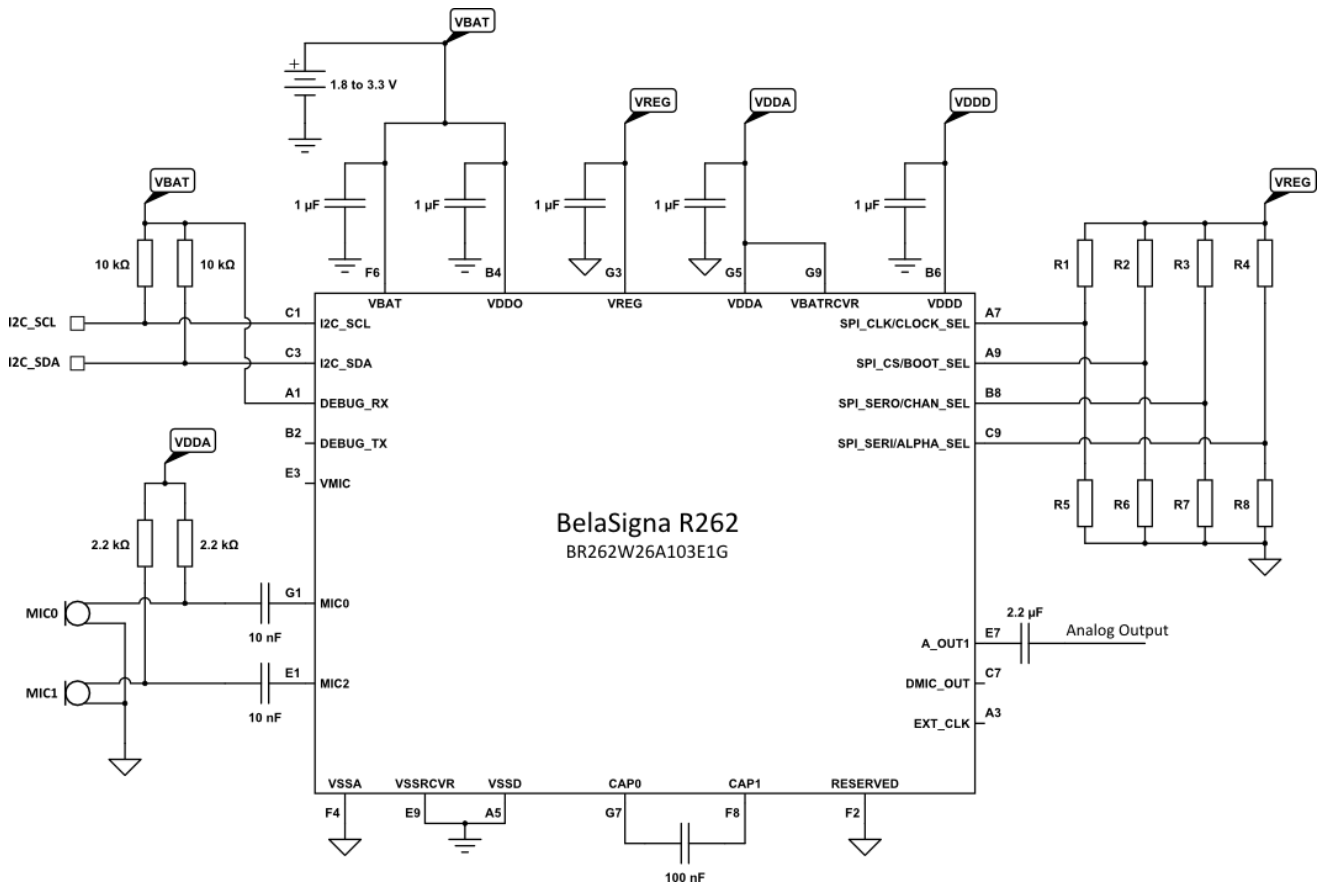 VBAT
+
1.8 to 3.3 V
VREG
VDDA
VDDD
VBAT
VREG
1 µF
1 µF
1 µF
1 µF
1 µF
10 kΩ
10 kΩ
R1
R2
R3
R4
F6
B4
G3
G5
G9
B6
VBAT
VDDO
VREG
VDDA
VBATRCVR
VDDD
I2C_SCL
C1
I2C_SCL
SPI_CLK/CLOCK_SEL
A7
I2C_SDA
C3
I2C_SDA
SPI_CS/BOOT_SEL
A9
A1
DEBUG_RX
SPI_SERO/CHAN_SEL
B8
B2
DEBUG_TX
SPI_SERI/ALPHA_SEL
C9
VDDA
E3
VMIC
R5
R6
R7
R8
BelaSigna R262
BR262W26A103E1G
2.2 kΩ
2.2 kΩ
MIC0
G1
MIC0
10 nF
2.2 µF
A_OUT1
E7
Analog Output
MIC1
E1
MIC2
10 nF
DMIC_OUT
C7
EXT_CLK
A3
VSSA
VSSRCVR
VSSD
CAP0
CAP1
RESERVED
F4
E9
A5
G7
F8
F2
100 nF